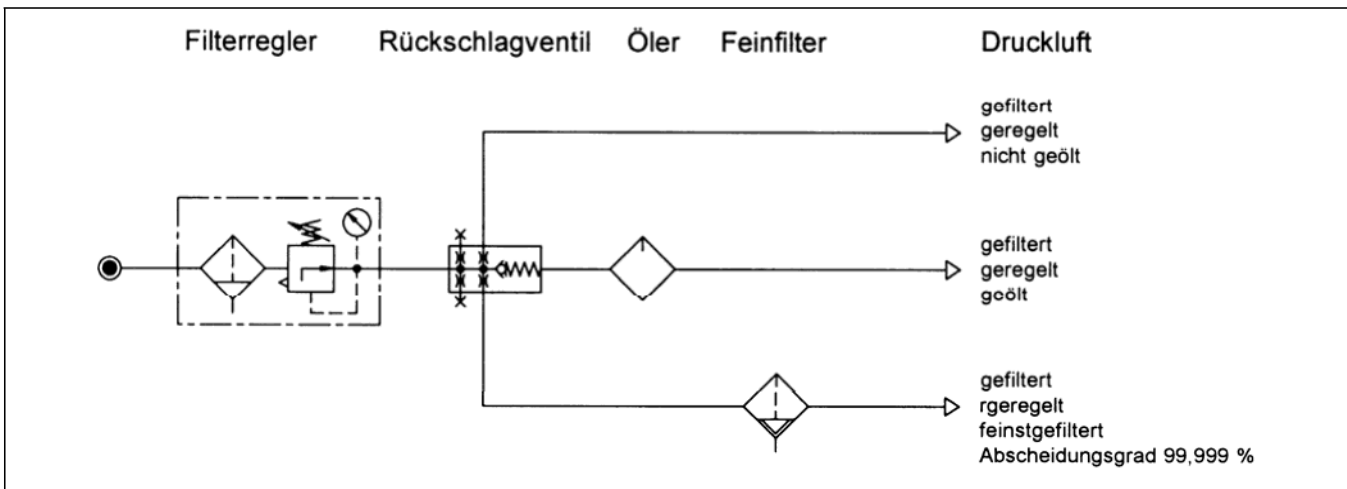 Filterregler Rückschlagventil Öler Feinfilter Druckluft
gefiltert
geregelt
nicht geölt
gefiltert
geregelt
geölt
gefiltert
rgeregelt
feinstgefiltert
Abscheidungsgrad 99,999 %